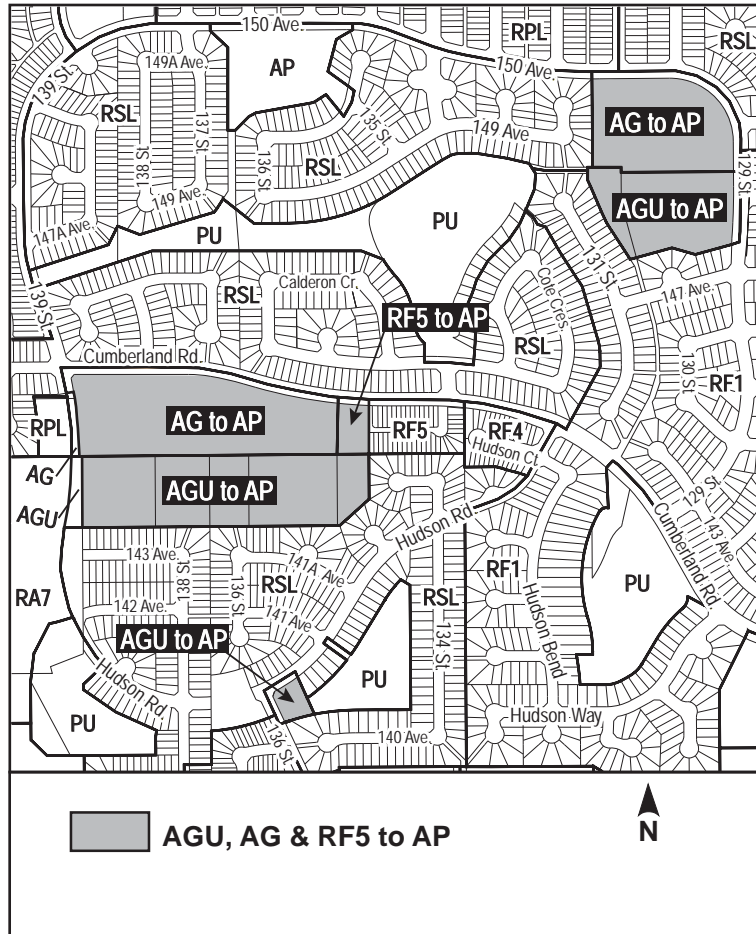 150 Ave.
RPL
RSL
139 St.
149A Ave.
AP
150 Ave.
RSL
137 St.
138 St.
135 St.
149 Ave
AG to AP
129 St.
136 St.
RSL
149 Ave.
AGU to AP
147A Ave.
PU
PU
131 St.
139 St.
RSL
Calderon Cr.
Cote Cres.
147 Ave.
RF5 to AP
RSL
130 St.
Cumberland Rd.
RF1
RPL
AG to AP
RF5
RF4
Hudson Ct.
AG
AGU to AP
AGU
129 St
Hudson Rd.
Cumberland Rd.
143 Ave.
143 Ave.
141A Ave.
RSL
138 St.
136 St.
RF1
PU
RA7
142 Ave.
141 Ave
RSL
134 St.
Hudson Bend
AGU to AP
Hudson Rd
PU
PU
Hudson Way
136 St.
140 Ave.
AGU, AG & RF5 to AP
N